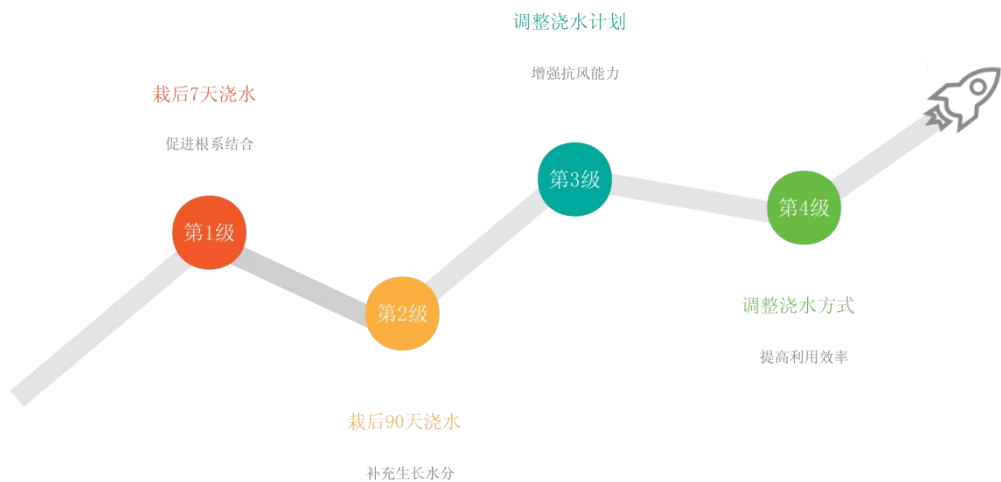 栽后7天浇水
促进根系结合
第1级
第2级
栽后90天浇水
补充生长水分
调整浇水计划
增强抗风能力
第3级
第4级
调整浇水方式
提高利用效率